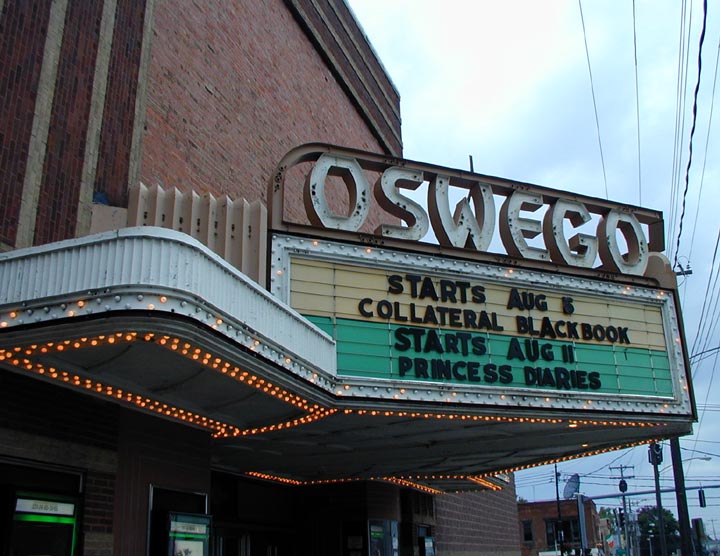 OSWEGO
STARTS AUG 6
COLLATERAL BLACK BOOK
STARTS AUG 11
PRINCESS DIARIES